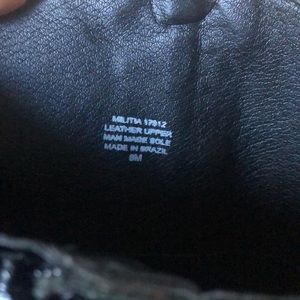 MILITIA 17912
LEATHER UPPER
MAN MADE SOLE
MADE IN BRAZIL
8M